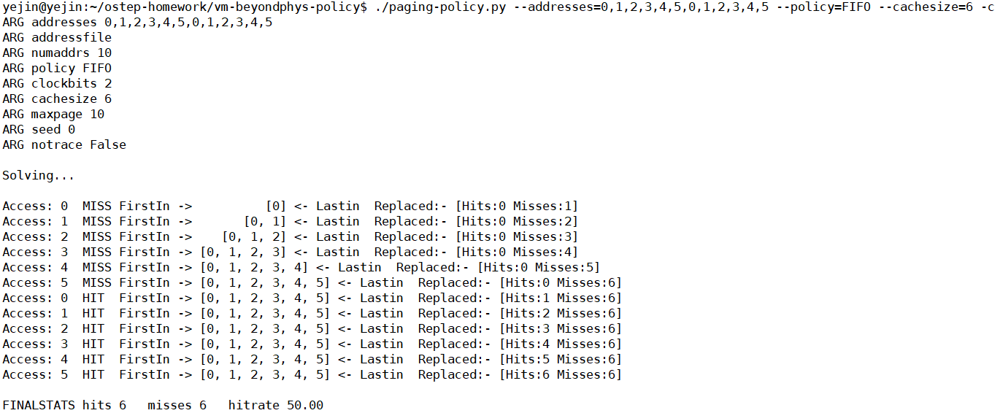 yejin@yejin:~/ostep-homework/vm-beyondphys-policy$ ./paging-policy.py --addresses=0,1,2,3,4,5,0,1,2,3,4,5 --policy=FIFO --cachesize=6 -c
ARG addresses 0,1,2,3,4,5,0,1,2,3,4,5
ARG addressfile
ARG numaddrs 10
ARG policy FIFO
ARG clockbits 2
ARG cachesize 6
ARG maxpage 10
ARG seed 0
ARG notrace False

Solving...

Access: 0  MISS FirstIn ->          [0] <- Lastin  Replaced:- [Hits:0 Misses:1]
Access: 1  MISS FirstIn ->       [0, 1] <- Lastin  Replaced:- [Hits:0 Misses:2]
Access: 2  MISS FirstIn ->    [0, 1, 2] <- Lastin  Replaced:- [Hits:0 Misses:3]
Access: 3  MISS FirstIn -> [0, 1, 2, 3] <- Lastin  Replaced:- [Hits:0 Misses:4]
Access: 4  MISS FirstIn -> [0, 1, 2, 3, 4] <- Lastin  Replaced:- [Hits:0 Misses:5]
Access: 5  MISS FirstIn -> [0, 1, 2, 3, 4, 5] <- Lastin  Replaced:- [Hits:0 Misses:6]
Access: 0  HIT  FirstIn -> [0, 1, 2, 3, 4, 5] <- Lastin  Replaced:- [Hits:1 Misses:6]
Access: 1  HIT  FirstIn -> [0, 1, 2, 3, 4, 5] <- Lastin  Replaced:- [Hits:2 Misses:6]
Access: 2  HIT  FirstIn -> [0, 1, 2, 3, 4, 5] <- Lastin  Replaced:- [Hits:3 Misses:6]
Access: 3  HIT  FirstIn -> [0, 1, 2, 3, 4, 5] <- Lastin  Replaced:- [Hits:4 Misses:6]
Access: 4  HIT  FirstIn -> [0, 1, 2, 3, 4, 5] <- Lastin  Replaced:- [Hits:5 Misses:6]
Access: 5  HIT  FirstIn -> [0, 1, 2, 3, 4, 5] <- Lastin  Replaced:- [Hits:6 Misses:6]

FINALSTATS hits 6   misses 6   hitrate 50.00